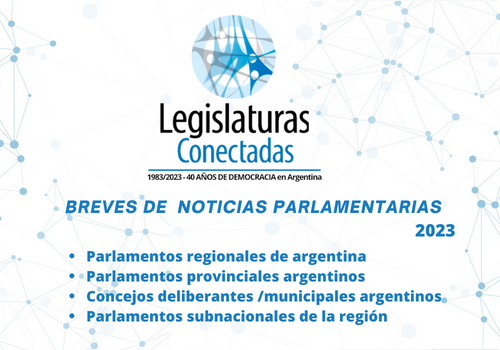 Legislaturas
Conectadas
1983/2023 - 40 AÑOS DE DEMOCRACIA en Argentina
BREVES DE NOTICIAS PARLAMENTARIAS
2023
• Parlamentos regionales de argentina
• Parlamentos provinciales argentinos
• Concejos deliberantes /municipales argentinos
• Parlamentos subnacionales de la región